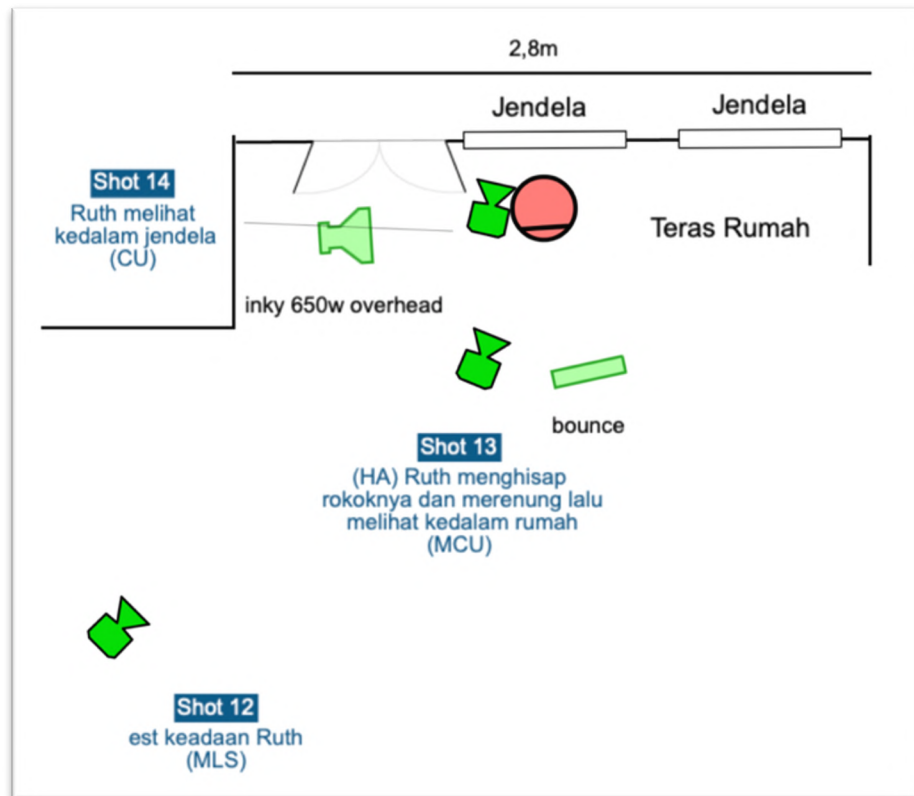 2,8m
Jendela
Jendela
Shot 14
Ruth melihat
kedalam jendela
(CU)
Teras Rumah
inky 650w overhead
bounce
Shot 13
(HA) Ruth menghisap
rokoknya dan merenung lalu
melihat kedalam rumah
(MCU)
Shot 12
est keadaan Ruth
(MLS)